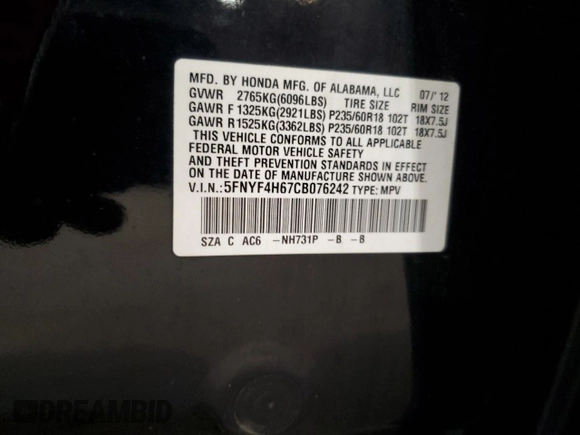 MFD. BY HONDA MFG. OF ALABAMA, LLC 07/'12
GVWR 2765KG(6096LBS) TIRE SIZE RIM SIZE
GAWR F 1325KG(2921LBS) P235/60R18 102T 18X7.5J
GAWR R1525KG(3362LBS) P235/60R18 102T 18X7.5J
THIS VEHICLE CONFORMS TO ALL APPLICABLE
FEDERAL MOTOR VEHICLE SAFETY
AND THEFT PREVENTION STANDARDS IN EFFECT
ON THE DATE OF MANUFACTURE SHOWN ABOVE.
V.I.N.:5FNYF4H67CB076242 TYPE: MPV
SZA C AC6 -NH731P -B -B
DREAMBID